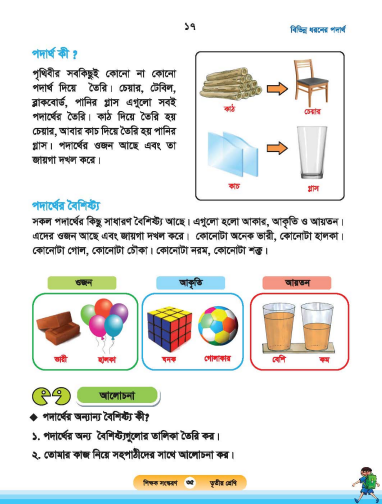 ১৭
বিভিন্ন ধরনের পদার্থ
পদার্থ কী ?
পৃথিবীর সবকিছুই কোনো না কোনো
পদার্থ দিয়ে তৈরি। চেয়ার, টেবিল,
ব্লাকবোর্ড, পানির গ্লাস এগুলো সবই
পদার্থের তৈরি। কাঠ দিয়ে তৈরি হয়
চেয়ার, আবার কাচ দিয়ে তৈরি হয় পানির
গ্লাস। পদার্থের ওজন আছে এবং তা
জায়গা দখল করে।
কাঠ
চেয়ার
কাচ
গ্লাস
পদার্থের বৈশিষ্ট্য
সকল পদার্থের কিছু সাধারণ বৈশিষ্ট্য আছে। এগুলো হলো আকার, আকৃতি ও আয়তন।
এদের ওজন আছে এবং জায়গা দখল করে। কোনোটা অনেক ভারী, কোনোটা হালকা।
কোনোটা গোল, কোনোটা চৌকা। কোনোটা নরম, কোনোটা শক্ত।
ওজন
আকৃতি
আয়তন
ভারী
হালকা
ঘনক
গোলাকার
বেশি
কম
আলোচনা
◆ পদার্থের অন্যান্য বৈশিষ্ট্য কী?
১. পদার্থের অন্য বৈশিষ্ট্যগুলোর তালিকা তৈরি কর।
২. তোমার কাজ নিয়ে সহপাঠীদের সাথে আলোচনা কর।
শিক্ষক সংস্করণ ৩৫ তৃতীয় শ্রেণি